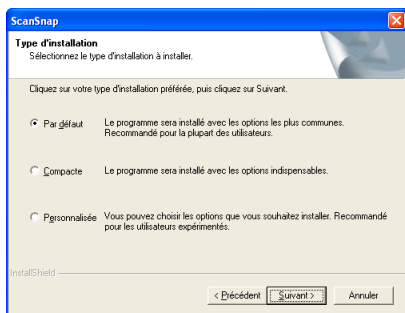 ScanSnap
Type d'installation
Sélectionnez le type d'installation à installer.
Cliquez sur votre type d'installation préférée, puis cliquez sur Suivant.
Par défaut
Le programme sera installé avec les options les plus communes.
Recommandé pour la plupart des utilisateurs.
Compacte
Le programme sera installé avec les options indispensables.
Personnalisée
Vous pouvez choisir les options que vous souhaitez installer. Recommandé
pour les utilisateurs expérimentés.
InstallShield
< Précédent
Suivant >
Annuler